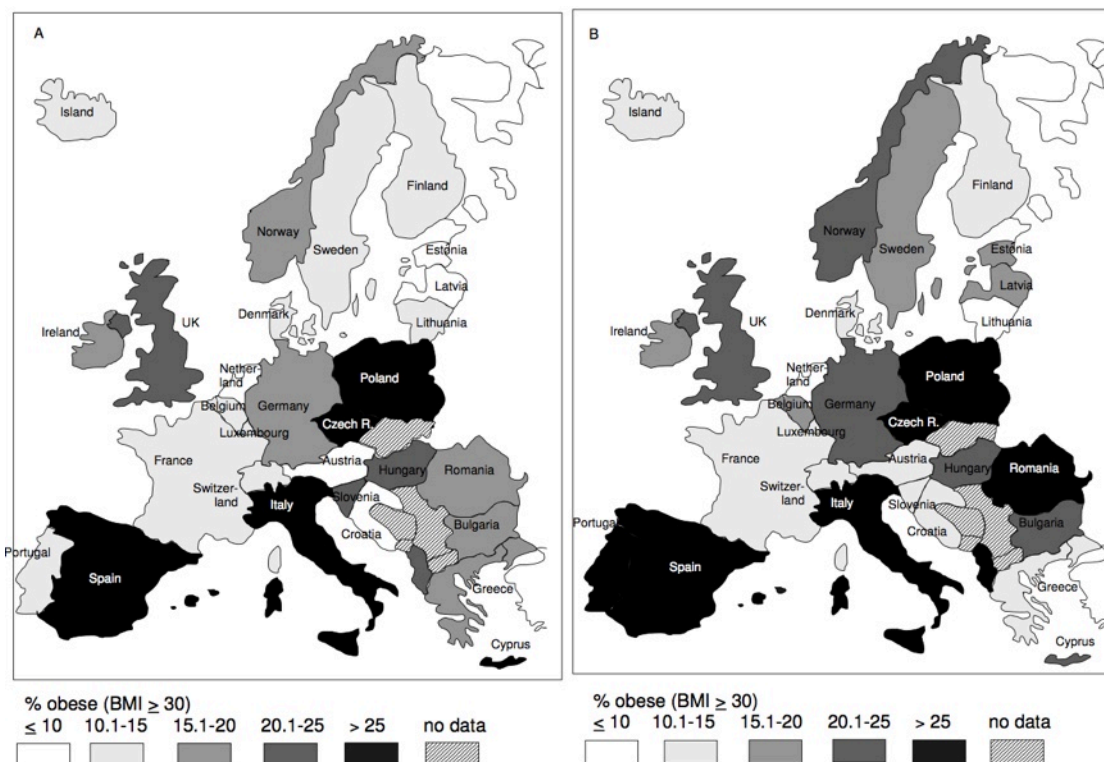 A
Island
Finland
Norway
Sweden
Estonia
Latvia
Denmark
Lithuania
Ireland
UK
Nether-
land
Poland
Belgium
Germany
Czech R.
Luxembourg
France
Austria
Hungary
Romania
Switzer-
land
Italy
Slovenia
Croatia
Bulgaria
Portugal
Spain
Greece
Cyprus
% obese (BMI ≥ 30)
≤ 10 10.1-15 15.1-20 20.1-25 > 25 no data
B
Island
Finland
Norway
Sweden
Estonia
Latvia
Denmark
Lithuania
Ireland
UK
Nether-
land
Poland
Belgium
Germany
Czech R.
Luxembourg
France
Austria
Hungary
Romania
Switzer-
land
Italy
Slovenia
Croatia
Bulgaria
Portugal
Spain
Greece
Cyprus
% obese (BMI ≥ 30)
≤ 10 10.1-15 15.1-20 20.1-25 > 25 no data